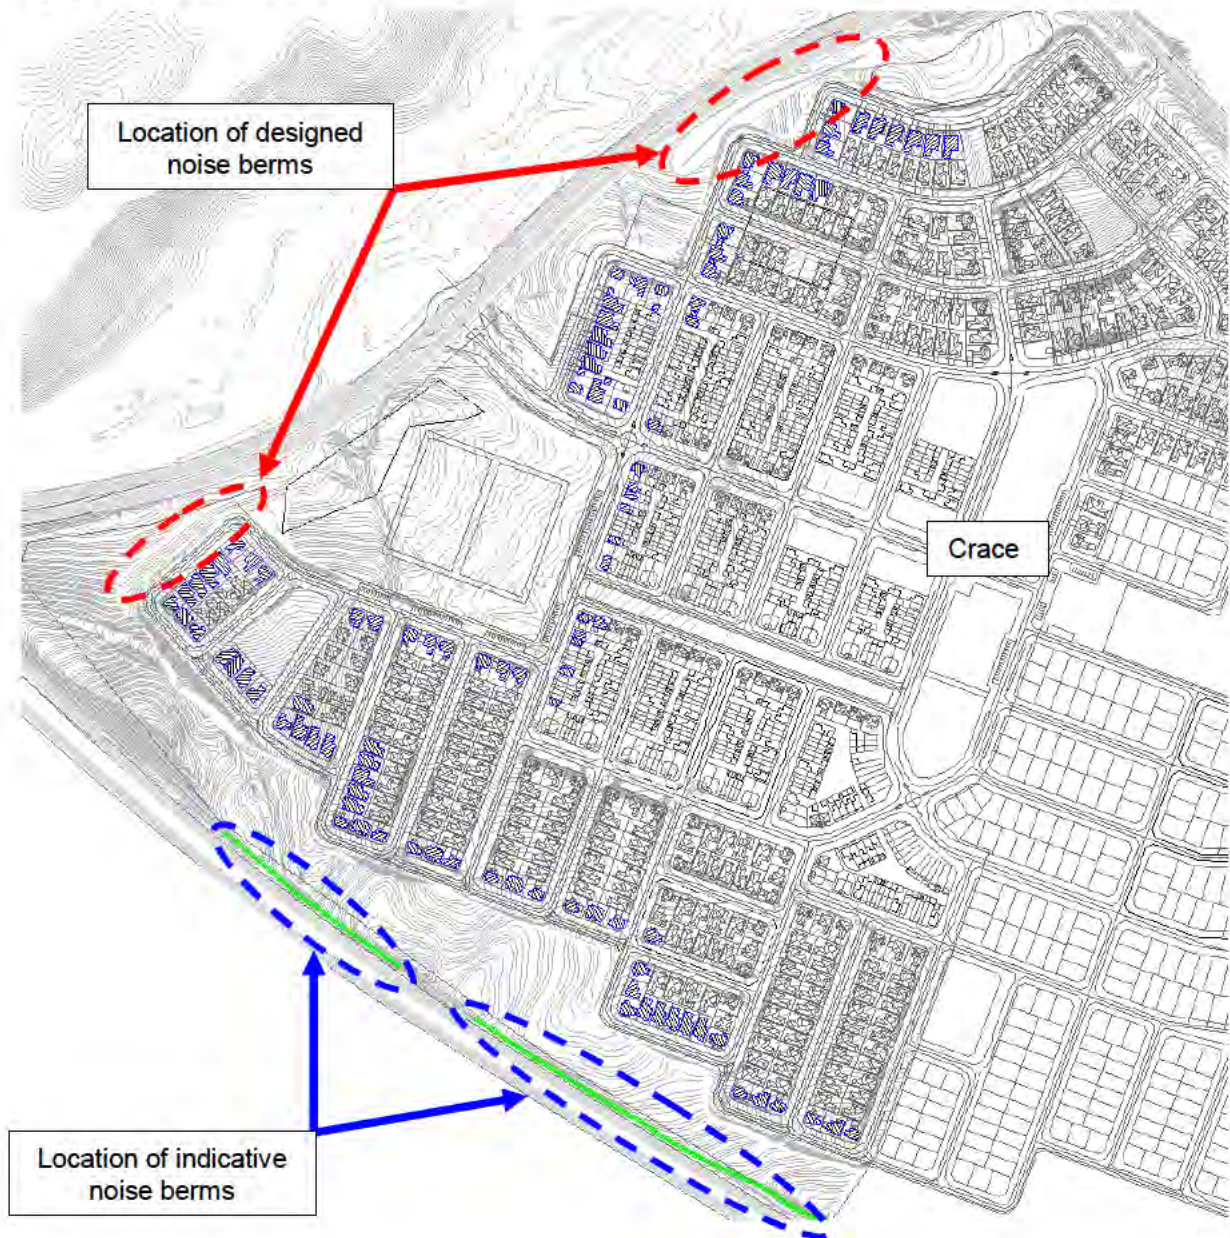 Location of designed
noise berms
Crace
Location of indicative
noise berms